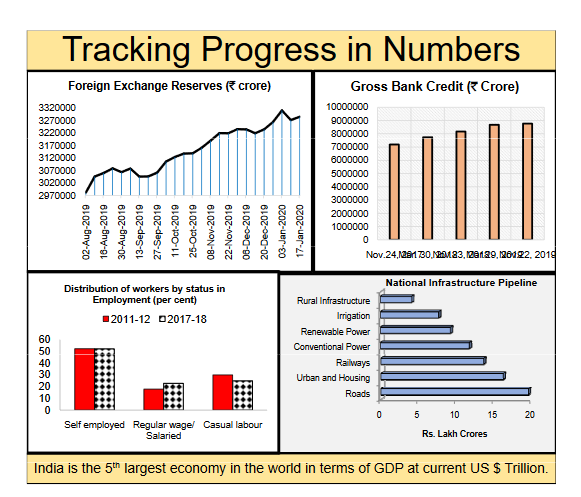 Tracking Progress in Numbers
Foreign Exchange Reserves (₹ crore)
3320000
3270000
3220000
3170000
3120000
3070000
3020000
2970000
02-Aug-2019
16-Aug-2019
30-Aug-2019
13-Sep-2019
27-Sep-2019
11-Oct-2019
25-Oct-2019
08-Nov-2019
22-Nov-2019
06-Dec-2019
20-Dec-2019
03-Jan-2020
17-Jan-2020
Gross Bank Credit (₹ Crore)
10000000
9000000
8000000
7000000
6000000
5000000
4000000
3000000
2000000
1000000
0
Nov.24, 2017
Nov.22, 2019
Distribution of workers by status in
Employment (per cent)
2011-12 2017-18
60
50
40
30
20
10
0
Self employed
Regular wage/
Salaried
Casual labour
National Infrastructure Pipeline
Rural Infrastructure
Irrigation
Renewable Power
Conventional Power
Railways
Urban and Housing
Roads
0 5 10 15 20
Rs. Lakh Crores
India is the 5th largest economy in the world in terms of GDP at current US $ Trillion.